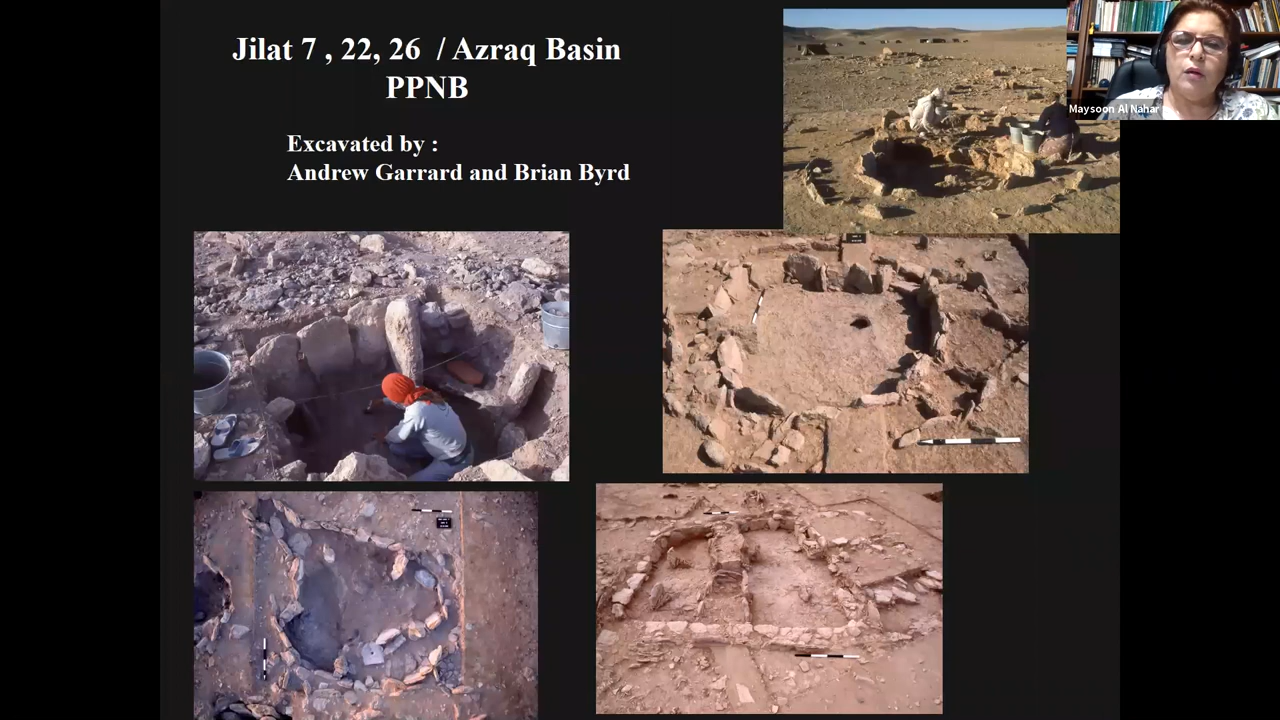 Jilat 7 , 22, 26 / Azraq Basin
PPNB
Excavated by :
Andrew Garrard and Brian Byrd
Maysoon Al Nahar